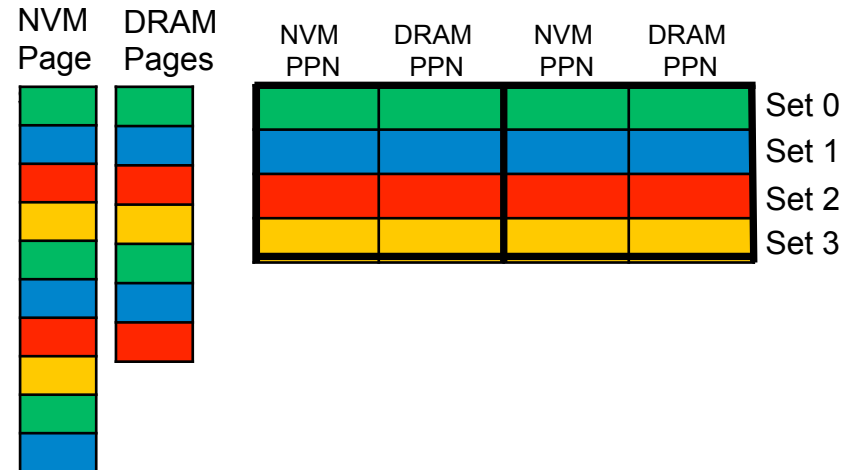 NVM
Page
DRAM
Pages
NVM
PPN
DRAM
PPN
NVM
PPN
DRAM
PPN
Set 0
Set 1
Set 2
Set 3